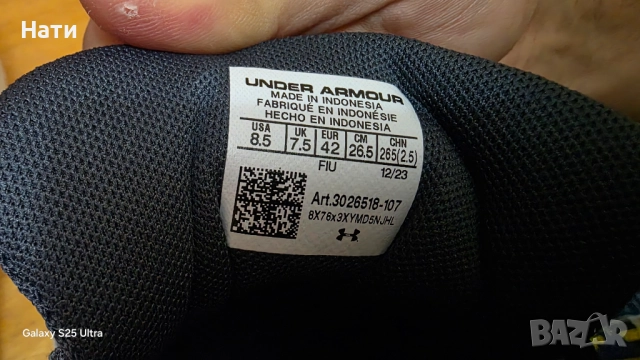 Нати
UNDER ARMOUR
MADE IN INDONESIA
FABRIQUÉ EN INDONÉSIE
HECHO EN INDONESIA
USA UK EUR CM CHN
8.5 7.5 42 26.5 265(2.5)
FIU 12/23
Art.3026518-107
8X76x3XYMD5NJHL
Galaxy S25 Ultra
BAZAR